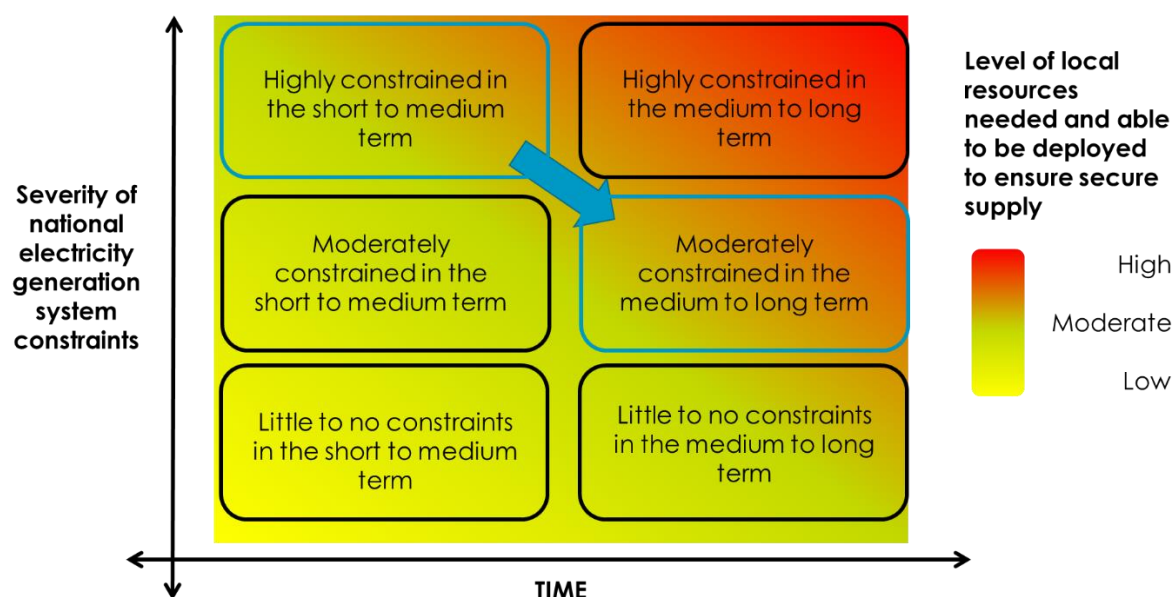 Severity of
national
electricity
generation
system
constraints
Highly constrained in
the short to medium
term
Highly constrained in
the medium to long
term
Moderately
constrained in the
short to medium term
Moderately
constrained in the
medium to long term
Little to no constraints
in the short to medium
term
Little to no constraints
in the medium to long
term
TIME
Level of local
resources
needed and able
to be deployed
to ensure secure
supply
High
Moderate
Low